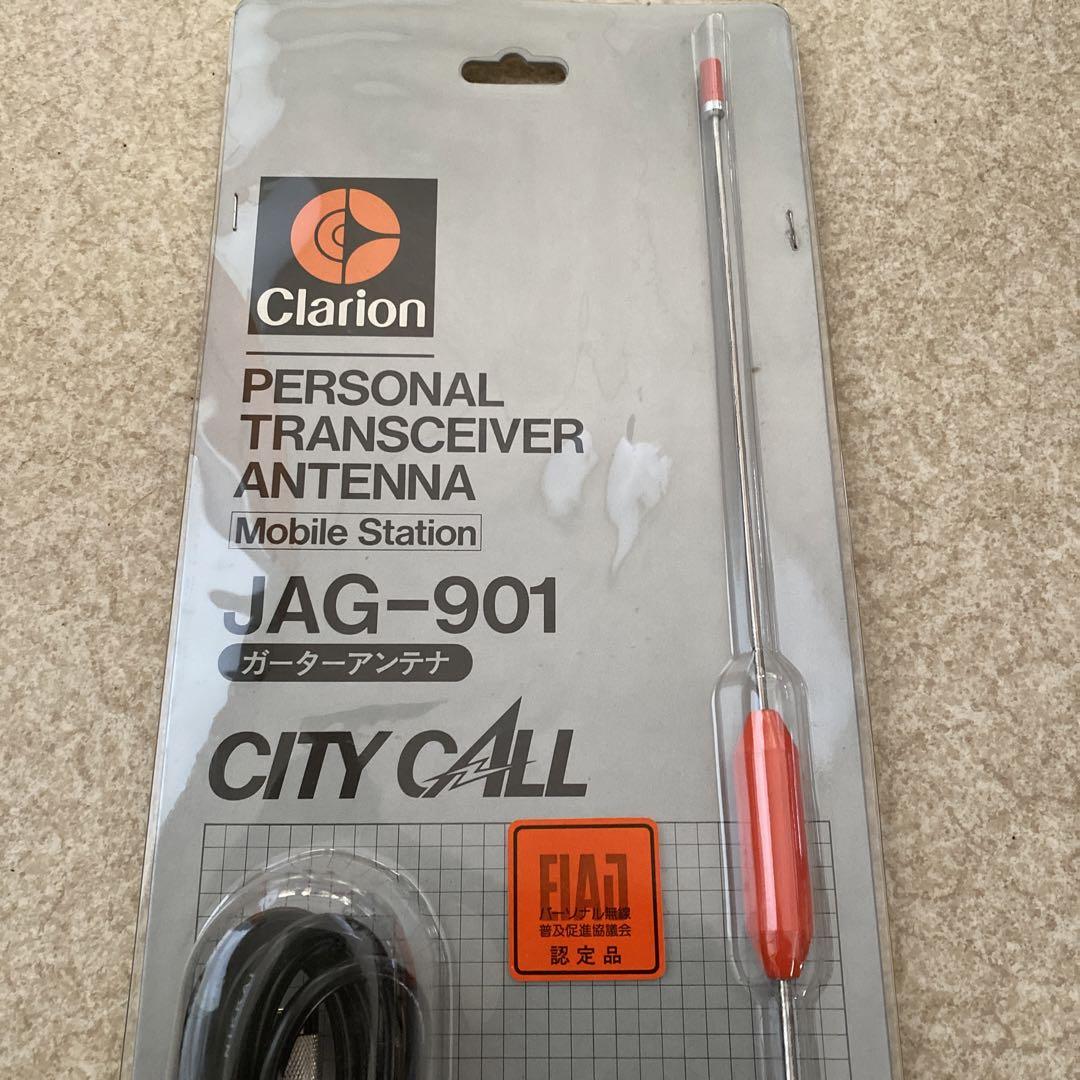 Clarion
PERSONAL
TRANSCEIVER
ANTENNA
Mobile Station
JAG-901
ガーターアンテナ
CITY CALL
EIAJ
パーソナル無線
普及促進協議会
認定品